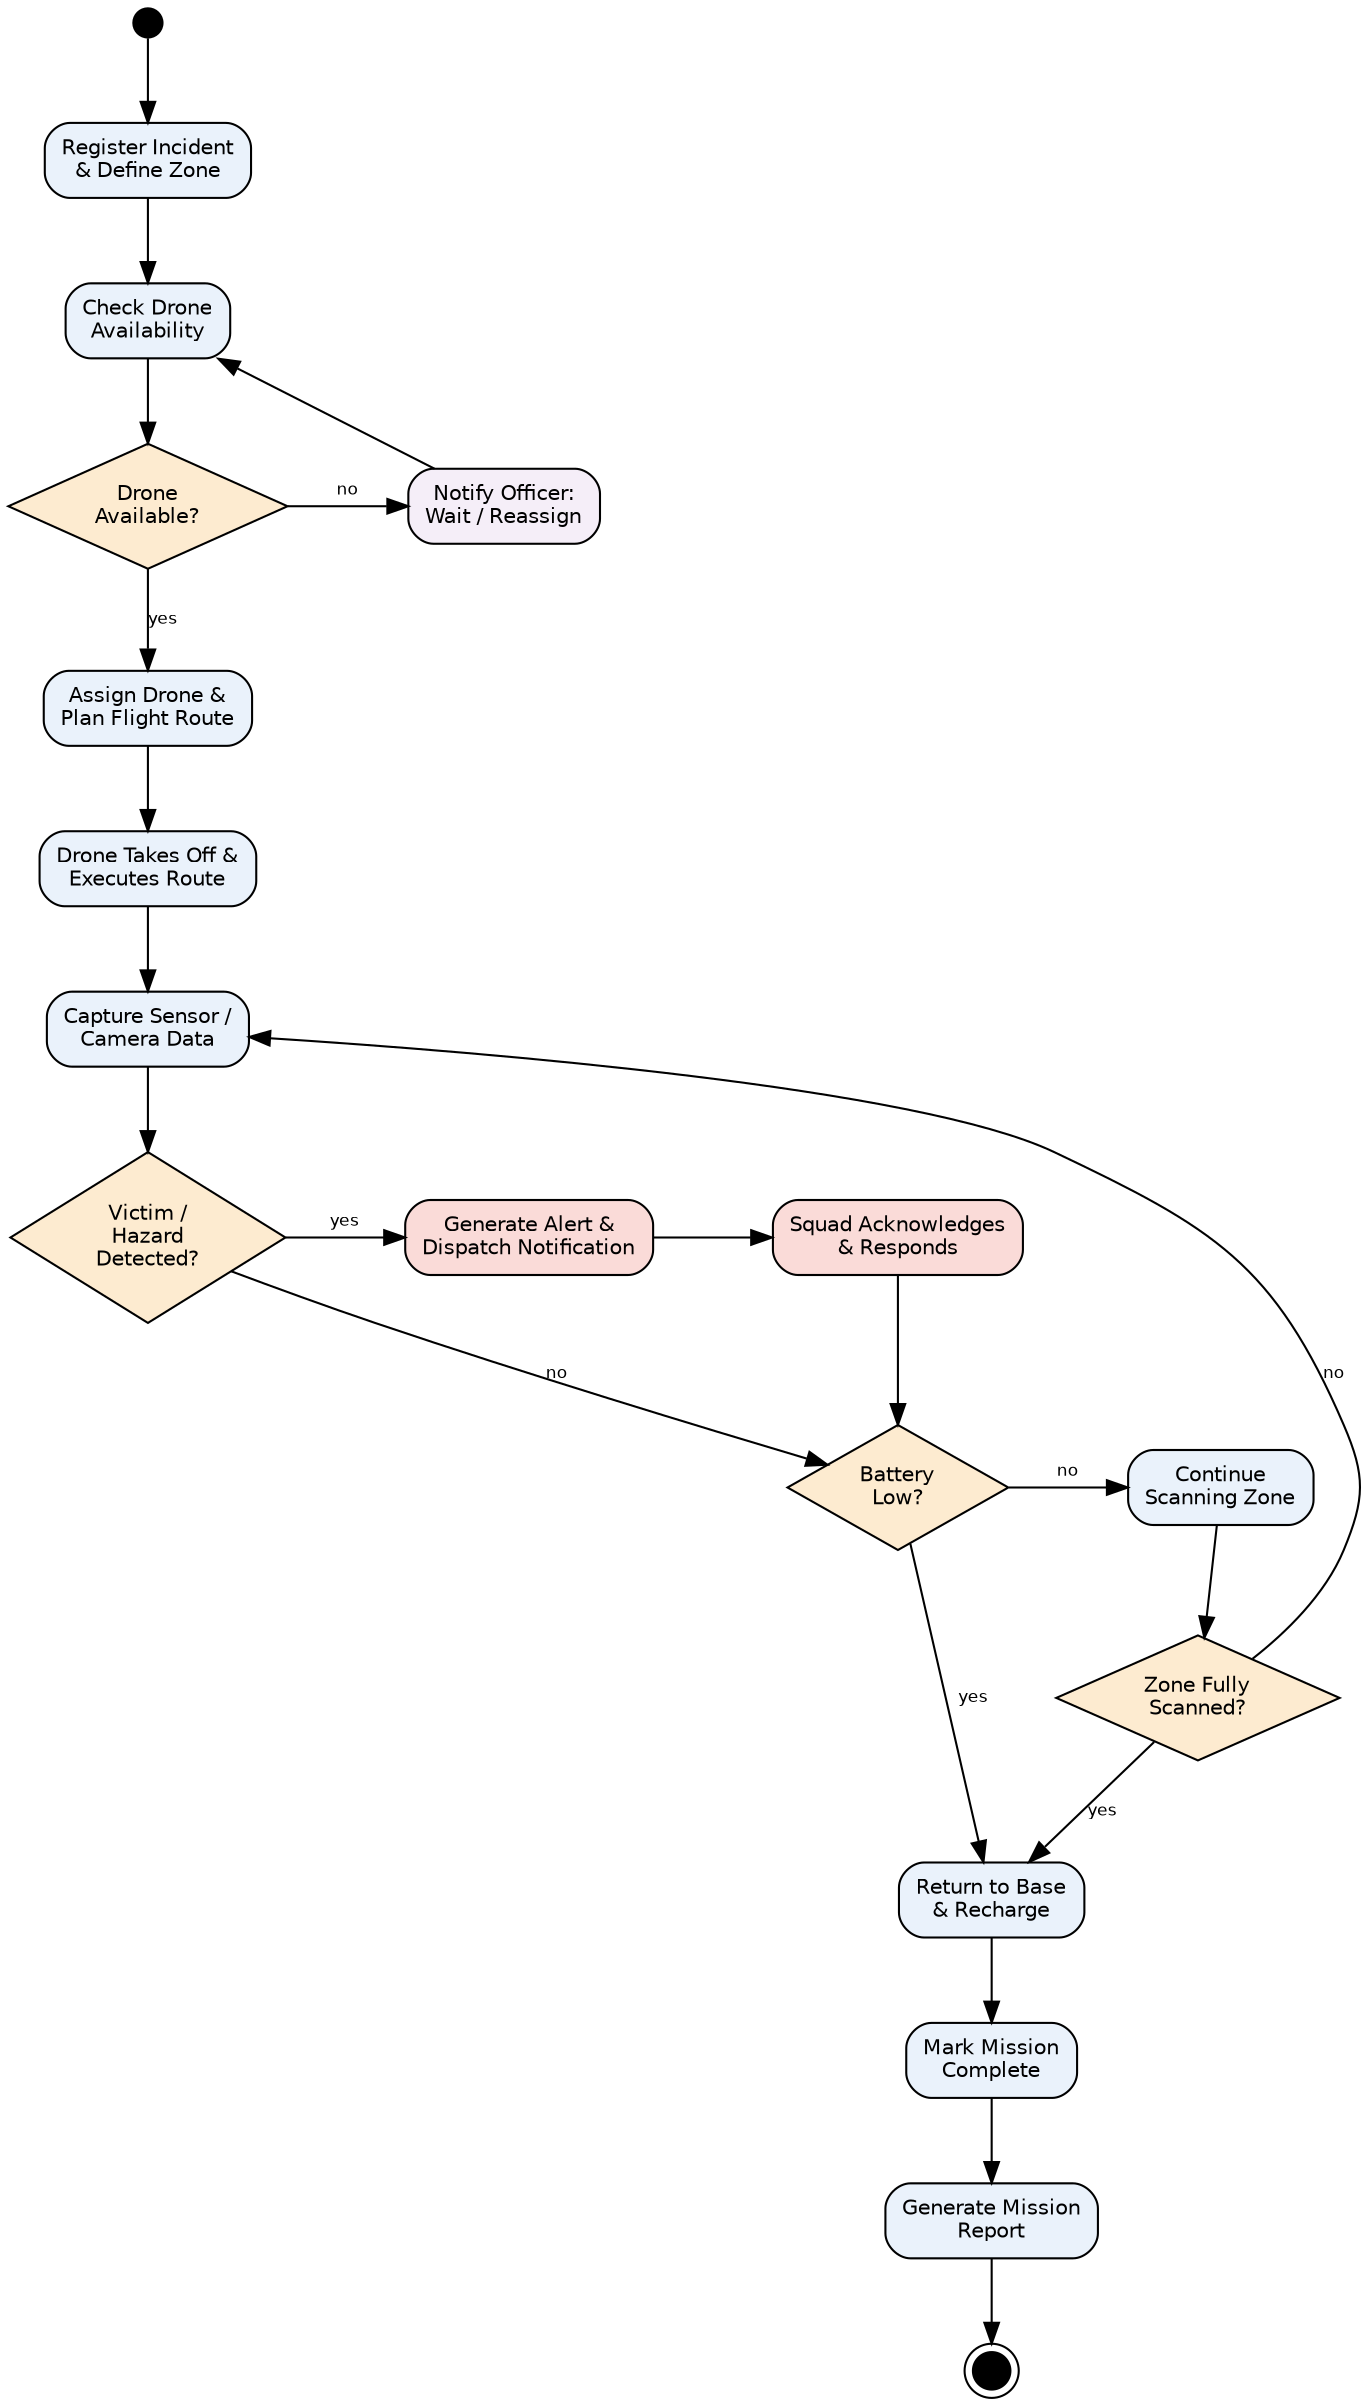 Register Incident
& Define Zone
Check Drone
Availability
Drone
Available?
no
Notify Officer:
Wait / Reassign
yes
Assign Drone &
Plan Flight Route
Drone Takes Off &
Executes Route
Capture Sensor /
Camera Data
Victim /
Hazard
Detected?
yes
Generate Alert &
Dispatch Notification
Squad Acknowledges
& Responds
no
no
Battery
Low?
no
Continue
Scanning Zone
yes
Zone Fully
Scanned?
yes
Return to Base
& Recharge
Mark Mission
Complete
Generate Mission
Report